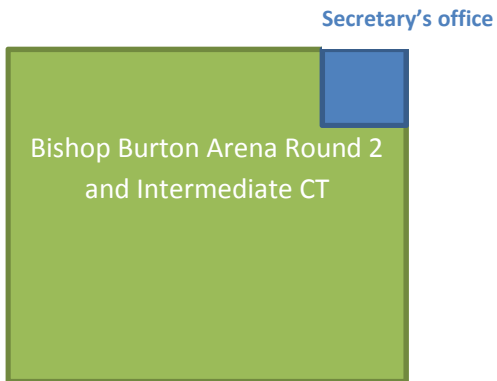 Secretary’s office
Bishop Burton Arena Round 2
and Intermediate CT